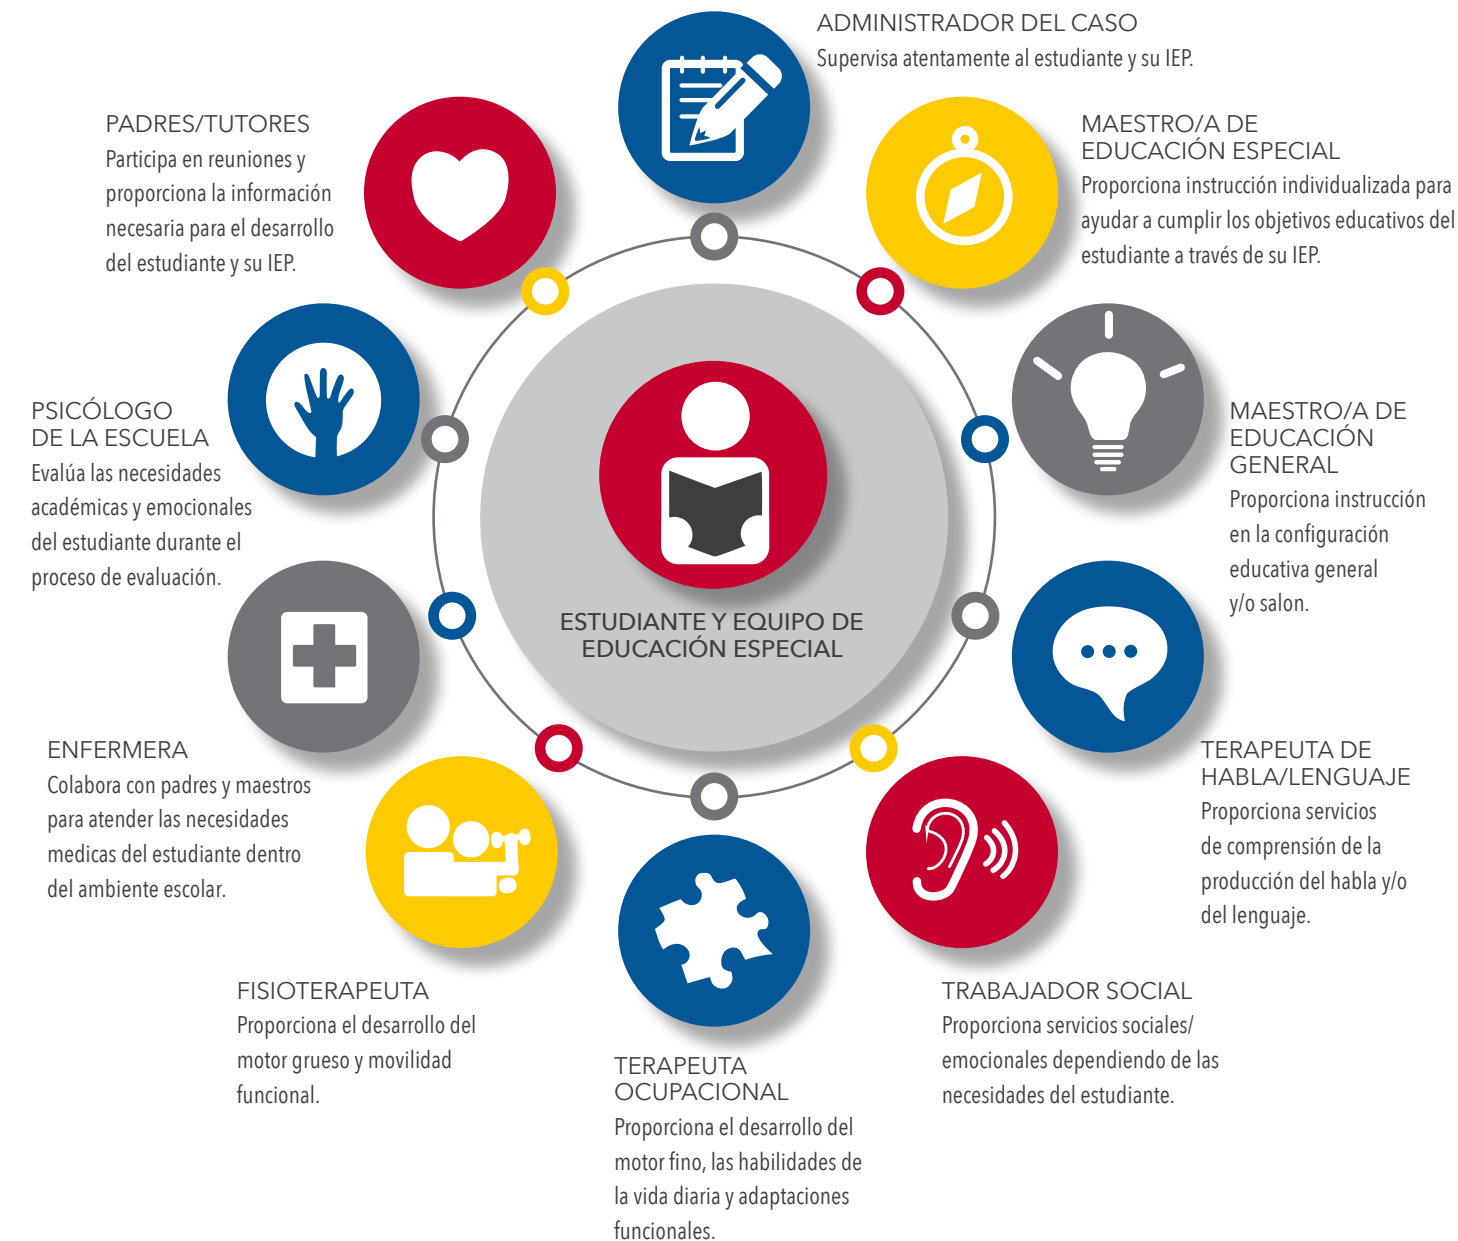 ADMINISTRADOR DEL CASO
Supervisa atentamente al estudiante y su IEP.
MAESTRO/A DE
EDUCACIÓN ESPECIAL
Proporciona instrucción individualizada para
ayudar a cumplir los objetivos educativos del
estudiante a través de su IEP.
MAESTRO/A DE
EDUCACIÓN
GENERAL
Proporciona instrucción
en la configuración
educativa general
y/o salon.
TERAPEUTA DE
HABLA/LENGUAJE
Proporciona servicios
de comprensión de la
producción del habla y/o
del lenguaje.
TRABAJADOR SOCIAL
Proporciona servicios sociales/
emocionales dependiendo de las
necesidades del estudiante.
TERAPEUTA
OCUPACIONAL
Proporciona el desarrollo del
motor fino, las habilidades de
la vida diaria y adaptaciones
funcionales.
FISIOTERAPEUTA
Proporciona el desarrollo del
motor grueso y movilidad
funcional.
ENFERMERA
Colabora con padres y maestros
para atender las necesidades
medicas del estudiante dentro
del ambiente escolar.
PSICÓLOGO
DE LA ESCUELA
Evalúa las necesidades
académicas y emocionales
del estudiante durante el
proceso de evaluación.
PADRES/TUTORES
Participa en reuniones y
proporciona la información
necesaria para el desarrollo
del estudiante y su IEP.
ESTUDIANTE Y EQUIPO DE
EDUCACIÓN ESPECIAL